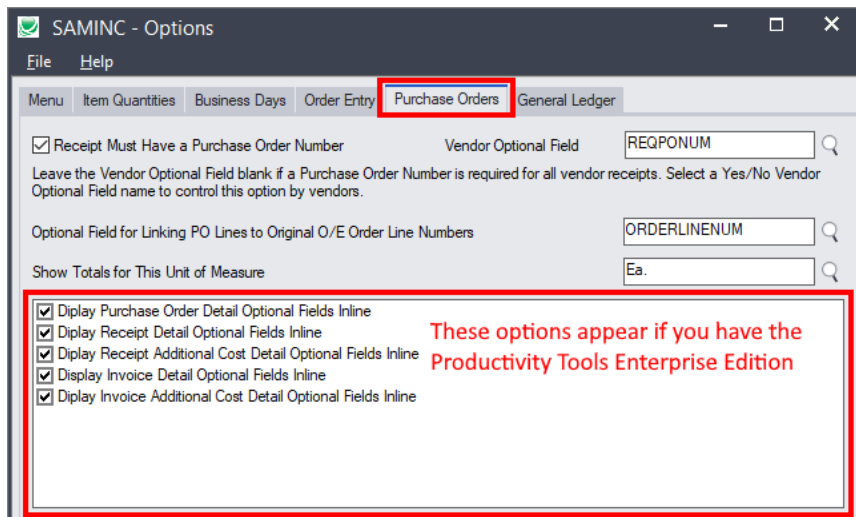 SAMINC - Options
File Help
Menu Item Quantities Business Days Order Entry Purchase Orders General Ledger
Receipt Must Have a Purchase Order Number Vendor Optional Field REQPONUM
Leave the Vendor Optional Field blank if a Purchase Order Number is required for all vendor receipts. Select a Yes/No Vendor
Optional Field name to control this option by vendors.
Optional Field for Linking PO Lines to Original O/E Order Line Numbers ORDERLINENUM
Show Totals for This Unit of Measure Ea.
Diplay Purchase Order Detail Optional Fields Inline
Diplay Receipt Detail Optional Fields Inline
Diplay Receipt Additional Cost Detail Optional Fields Inline
Display Invoice Detail Optional Fields Inline
Diplay Invoice Additional Cost Detail Optional Fields Inline
These options appear if you have the
Productivity Tools Enterprise Edition